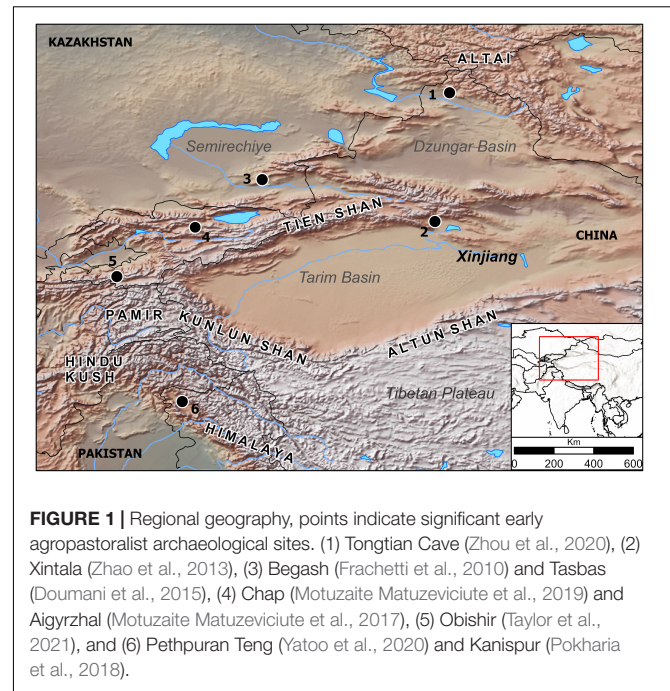 KAZAKHSTAN
ALTAI
1
Semirechiye
Dzungar Basin
3
TIEN SHAN
4
2
CHINA
Xinjiang
5
Tarim Basin
PAMIR
KUNLUN SHAN
ALTUN SHAN
HINDU
KUSH
Tibetan Plateau
6
HIMALAYA
PAKISTAN
Km
0 200 400 600
FIGURE 1 | Regional geography, points indicate significant early
agropastoralist archaeological sites. (1) Tongtian Cave (Zhou et al., 2020), (2)
Xintala (Zhao et al., 2013), (3) Begash (Frachetti et al., 2010) and Tasbas
(Doumani et al., 2015), (4) Chap (Motuzaite Matuzeviciute et al., 2019) and
Aigyrzhal (Motuzaite Matuzeviciute et al., 2017), (5) Obishir (Taylor et al.,
2021), and (6) Pethpuran Teng (Yatoo et al., 2020) and Kanispur (Pokharia
et al., 2018).